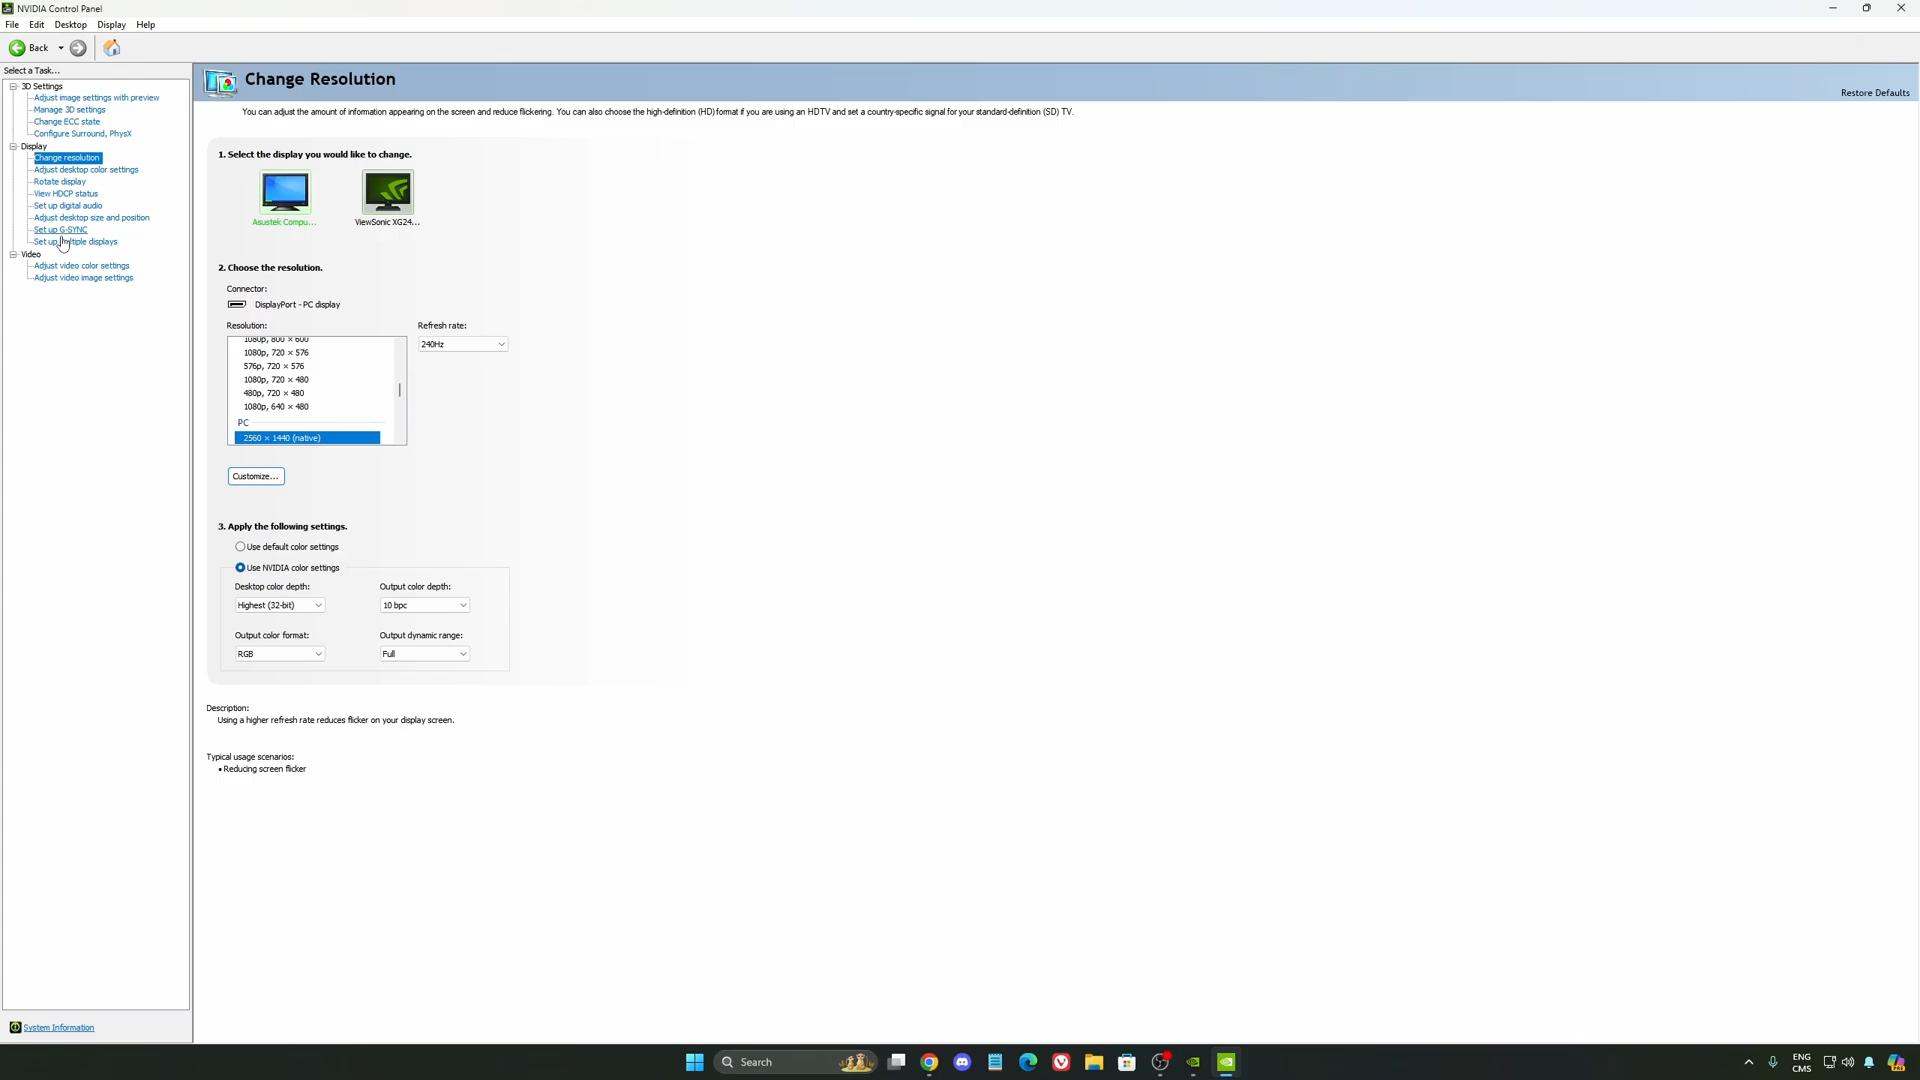 NVIDIA Control Panel
File Edit Desktop Display Help
Back
Select a Task...
3D Settings
Adjust image settings with preview
Manage 3D settings
Change ECC state
Configure Surround, PhysX
Display
Change resolution
Adjust desktop color settings
Rotate display
View HDCP status
Set up digital audio
Adjust desktop size and position
Set up G-SYNC
Set up multiple displays
Video
Adjust video color settings
Adjust video image settings
System Information
Change Resolution
Restore Defaults
You can adjust the amount of information appearing on the screen and reduce flickering. You can also choose the high-definition (HD) format if you are using an HDTV and set a country-specific signal for your standard-definition (SD) TV.
1. Select the display you would like to change.
Asustek Compu... ViewSonic XG24...
2. Choose the resolution.
Connector:
DisplayPort - PC display
Resolution: Refresh rate:
240Hz
1080p, 800 × 600
1080p, 720 × 576
576p, 720 × 576
1080p, 720 × 480
480p, 720 × 480
1080p, 640 × 480
PC
2560 × 1440 (native)
Customize...
3. Apply the following settings.
Use default color settings
Use NVIDIA color settings
Desktop color depth: Output color depth:
Highest (32-bit) 10 bpc
Output color format: Output dynamic range:
RGB Full
Description:
Using a higher refresh rate reduces flicker on your display screen.
Typical usage scenarios:
• Reducing screen flicker
Search
ENG
CMS
PRE